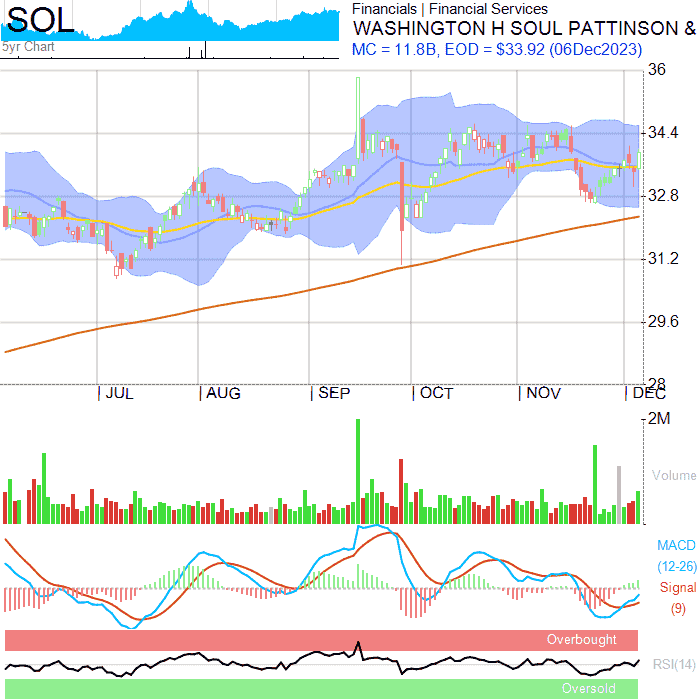 SOL
5yr Chart
Financials | Financial Services
WASHINGTON H SOUL PATTINSON &
MC = 11.8B, EOD = $33.92 (06Dec2023)
36
34.4
32.8
31.2
29.6
28
JUL
AUG
SEP
OCT
NOV
DEC
2M
Volume
MACD
(12-26)
Signal
(9)
Overbought
RSI(14)
Oversold